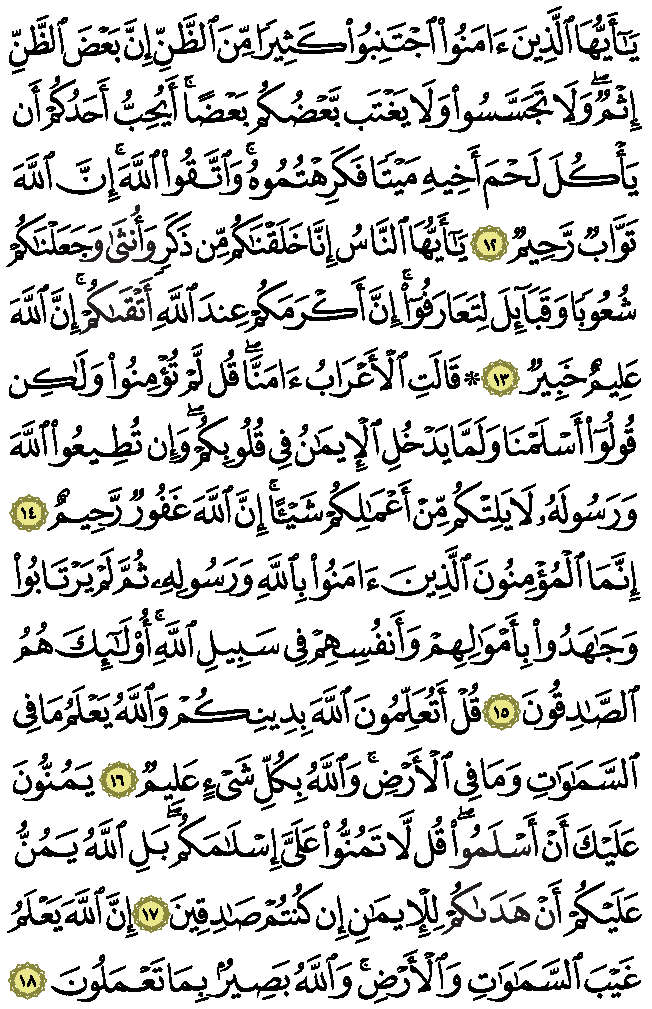 يَـٰٓأَيُّهَا ٱلَّذِينَ ءَامَنُوا۟ ٱجْتَنِبُوا۟ كَثِيرًا مِّنَ ٱلظَّنِّ إِنَّ بَعْضَ ٱلظَّنِّ
إِثْمٌ ۖ وَلَا تَجَسَّسُوا۟ وَلَا يَغْتَب بَّعْضُكُم بَعْضًا ۚ أَيُحِبُّ أَحَدُكُمْ أَن
يَأْكُلَ لَحْمَ أَخِيهِ مَيْتًا فَكَرِهْتُمُوهُ ۚ وَٱتَّقُوا۟ ٱللَّهَ ۚ إِنَّ ٱللَّهَ
تَوَّابٌ رَّحِيمٌ ١٢ يَـٰٓأَيُّهَا ٱلنَّاسُ إِنَّا خَلَقْنَـٰكُم مِّن ذَكَرٍ وَأُنثَىٰ وَجَعَلْنَـٰكُمْ
شُعُوبًا وَقَبَآئِلَ لِتَعَارَفُوٓا۟ ۚ إِنَّ أَكْرَمَكُمْ عِندَ ٱللَّهِ أَتْقَىٰكُمْ ۚ إِنَّ ٱللَّهَ
عَلِيمٌ خَبِيرٌ ١٣ * قَالَتِ ٱلْأَعْرَابُ ءَامَنَّا ۖ قُل لَّمْ تُؤْمِنُوا۟ وَلَـٰكِن
قُولُوٓا۟ أَسْلَمْنَا وَلَمَّا يَدْخُلِ ٱلْإِيمَـٰنُ فِى قُلُوبِكُمْ ۖ وَإِن تُطِيعُوا۟ ٱللَّهَ
وَرَسُولَهُۥ لَا يَلِتْكُم مِّنْ أَعْمَـٰلِكُمْ شَيْـًٔا ۚ إِنَّ ٱللَّهَ غَفُورٌ رَّحِيمٌ ١٤
إِنَّمَا ٱلْمُؤْمِنُونَ ٱلَّذِينَ ءَامَنُوا۟ بِٱللَّهِ وَرَسُولِهِۦ ثُمَّ لَمْ يَرْتَابُوا۟
وَجَـٰهَدُوا۟ بِأَمْوَٰلِهِمْ وَأَنفُسِهِمْ فِى سَبِيلِ ٱللَّهِ ۚ أُو۟لَـٰٓئِكَ هُمُ
ٱلصَّـٰدِقُونَ ١٥ قُلْ أَتُعَلِّمُونَ ٱللَّهَ بِدِينِكُمْ وَٱللَّهُ يَعْلَمُ مَا فِى
ٱلسَّمَـٰوَٰتِ وَمَا فِى ٱلْأَرْضِ ۚ وَٱللَّهُ بِكُلِّ شَىْءٍ عَلِيمٌ ١٦ يَمُنُّونَ
عَلَيْكَ أَنْ أَسْلَمُوا۟ ۖ قُل لَّا تَمُنُّوا۟ عَلَىَّ إِسْلَـٰمَكُم ۖ بَلِ ٱللَّهُ يَمُنُّ
عَلَيْكُمْ أَنْ هَدَىٰكُمْ لِلْإِيمَـٰنِ إِن كُنتُمْ صَـٰدِقِينَ ١٧ إِنَّ ٱللَّهَ يَعْلَمُ
غَيْبَ ٱلسَّمَـٰوَٰتِ وَٱلْأَرْضِ ۚ وَٱللَّهُ بَصِيرٌۢ بِمَا تَعْمَلُونَ ١٨